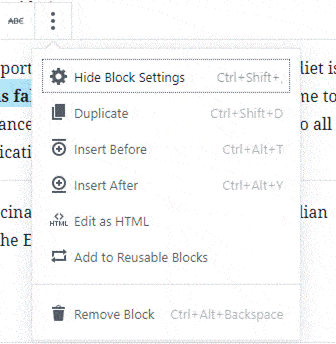 ABC
Hide Block Settings Ctrl+Shift+,
Duplicate Ctrl+Shift+D
Insert Before Ctrl+Alt+T
Insert After Ctrl+Alt+Y
HTML Edit as HTML
Add to Reusable Blocks
Remove Block Ctrl+Alt+Backspace